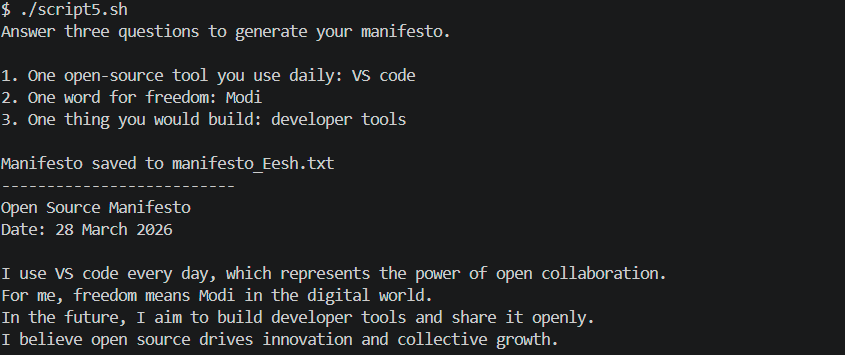 $ ./script5.sh
Answer three questions to generate your manifesto.
1. One open-source tool you use daily: VS code
2. One word for freedom: Modi
3. One thing you would build: developer tools
Manifesto saved to manifesto_Eesh.txt
--------------------------
Open Source Manifesto
Date: 28 March 2026
I use VS code every day, which represents the power of open collaboration.
For me, freedom means Modi in the digital world.
In the future, I aim to build developer tools and share it openly.
I believe open source drives innovation and collective growth.